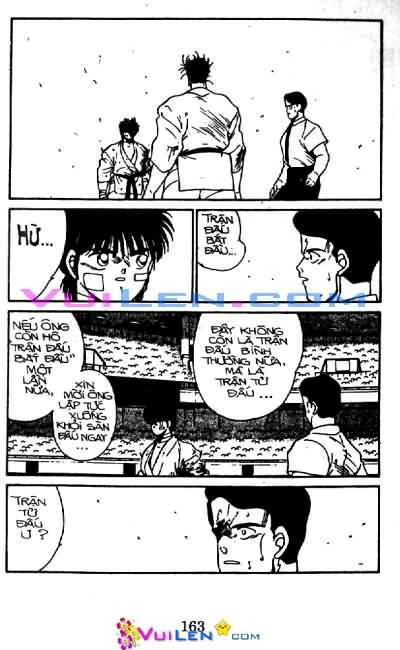 HỪ...
TRẬN
ĐẤU
BẮT
ĐẦU...
VUILEN.COM
NẾU ÔNG
CÒN HÔ
TRẬN ĐẤU
BẮT ĐẦU"
MỘT
LẦN
NỮA,
XIN
MỜI ÔNG
LẬP TỨC
XUỐNG
KHỎI SÀN
ĐẤU NGAY
...
ĐÂY KHÔNG
CÒN LÀ TRẬN
ĐẤU BÌNH
THƯỜNG NỮA,
MÀ LÀ
TRẬN TỬ
ĐẤU ...
TRẬN
TỬ
ĐẤU
Ư ?
163
VUILEN
.COM